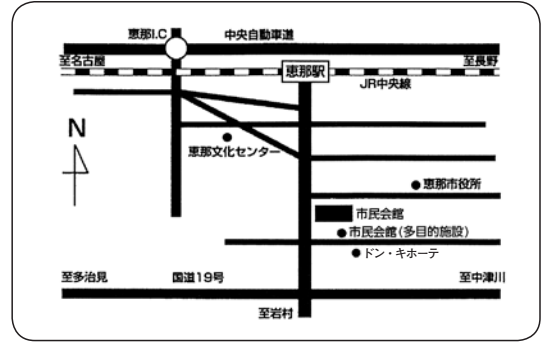 恵那I.C
中央自動車道
至名古屋
恵那駅
至長野
JR中央線
N
恵那文化センター
恵那市役所
市民会館
市民会館(多目的施設)
ドン・キホーテ
至多治見
国道19号
至中津川
至岩村